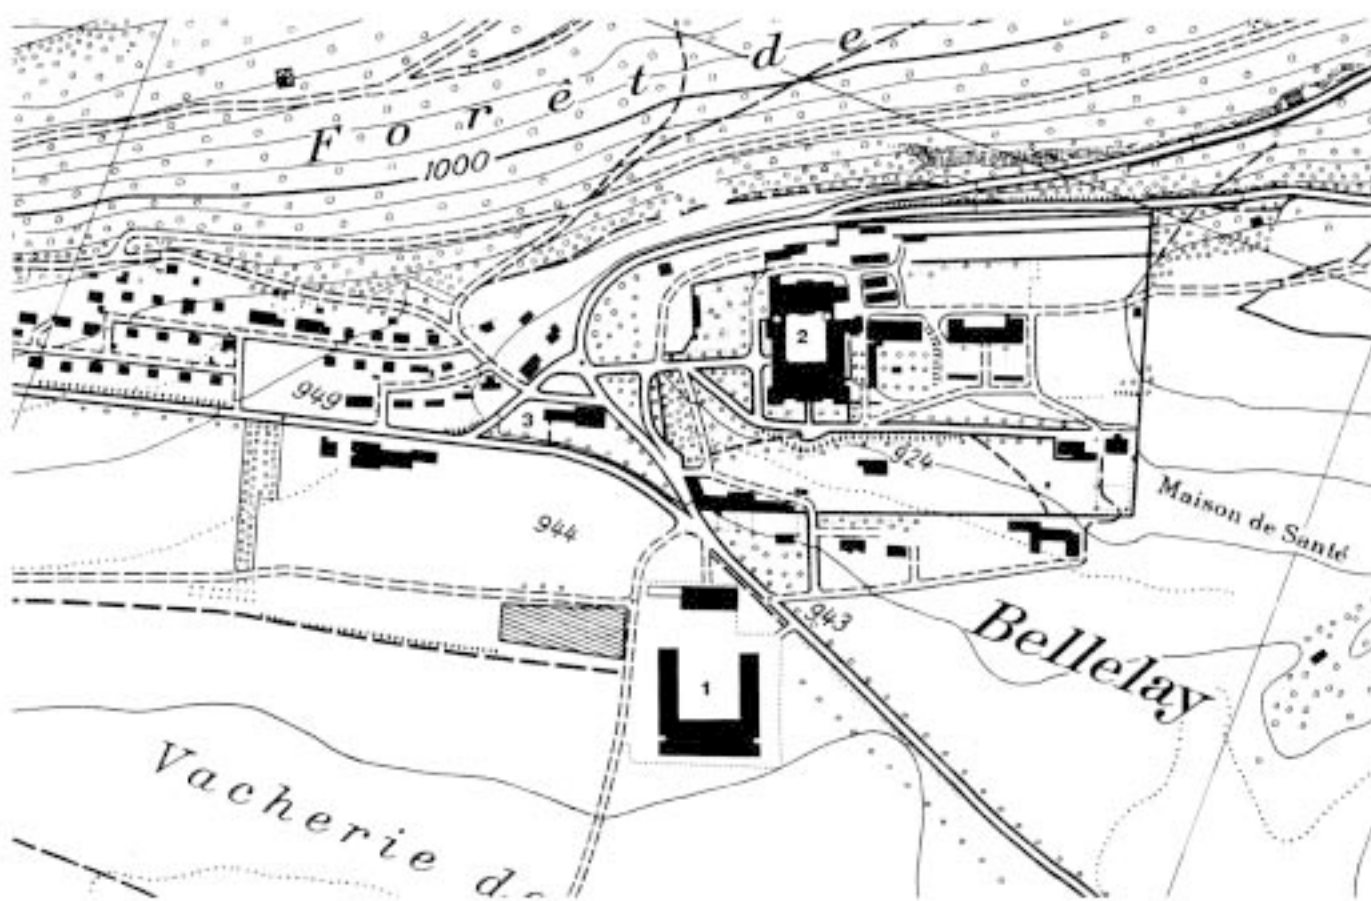 Forêt de
1000
2
949
3
924
Maison de Santé
944
943
Bellelay
1
Vacherie de